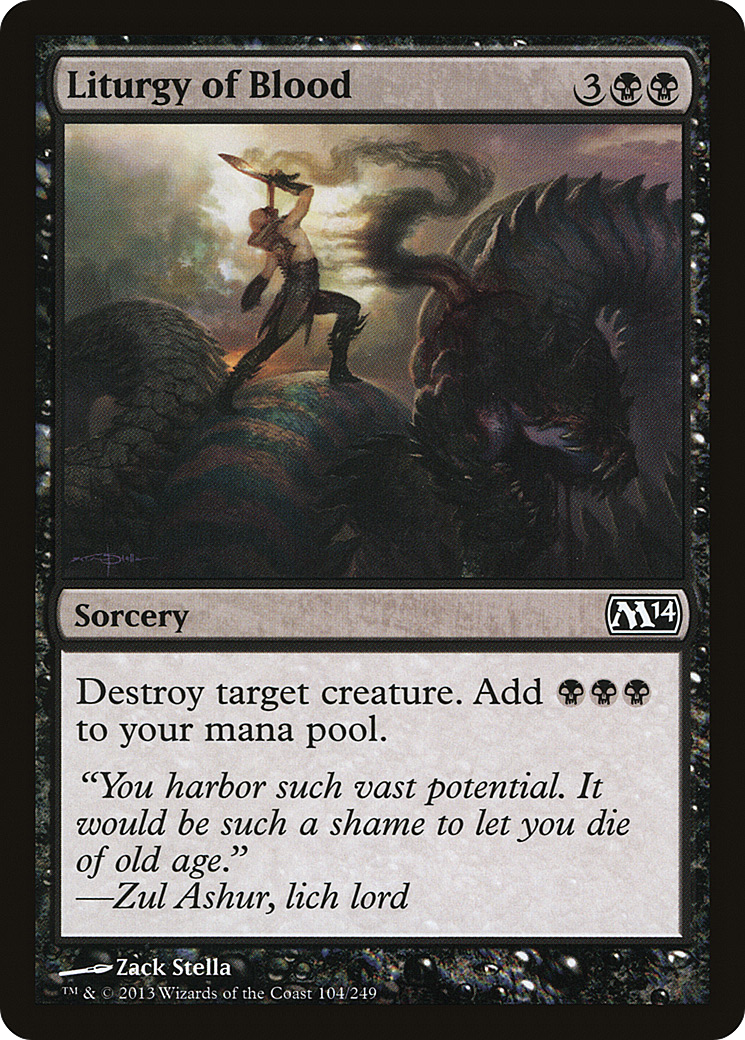 Liturgy of Blood 3
Sorcery
M14
Destroy target creature. Add
to your mana pool.
“You harbor such vast potential. It
would be such a shame to let you die
of old age.”
—Zul Ashur, lich lord
Zack Stella
™ & © 2013 Wizards of the Coast 104/249